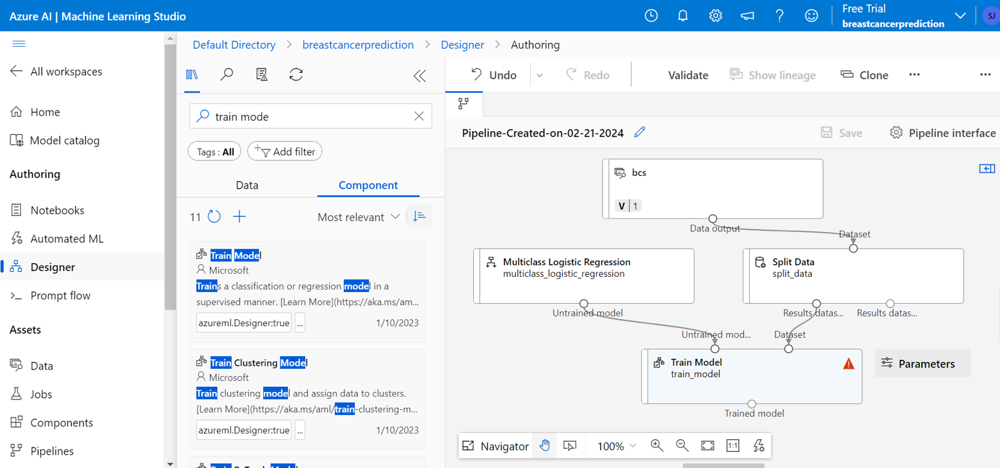 Azure AI | Machine Learning Studio
Free Trial
breastcancerprediction
SJ
Default Directory > breastcancerprediction > Designer > Authoring
All workspaces
Home
Model catalog
Authoring
Notebooks
Automated ML
Designer
Prompt flow
Assets
Data
Jobs
Components
Pipelines
train mode
Tags : All
Add filter
Data
Component
11
Most relevant
Train Model
Microsoft
Trains a classification or regression model in a
supervised manner. [Learn More](https://aka.ms/am...
azureml.Designer:true
...
1/10/2023
Train Clustering Model
Microsoft
Train clustering model and assign data to clusters.
[Learn More](https://aka.ms/aml/train-clustering-m...
azureml.Designer:true
...
1/10/2023
Undo
Redo
Validate
Show lineage
Clone
Pipeline-Created-on-02-21-2024
Save
Pipeline interface
bcs
V 1
Data output
Dataset
Multiclass Logistic Regression
multiclass_logistic_regression
Split Data
split_data
Untrained model
Results datas...
Results datas...
Untrained mod...
Dataset
Train Model
train_model
Parameters
Trained model
Navigator
100%
1:1